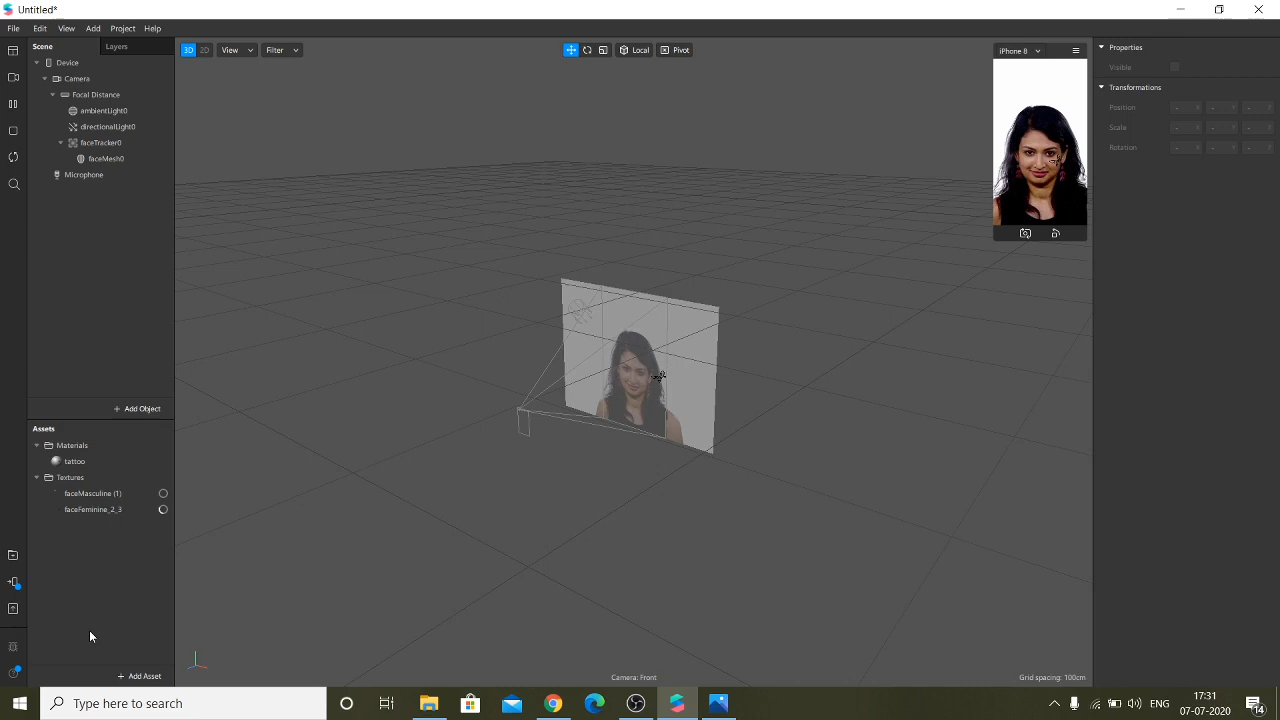 Untitled*
File Edit View Add Project Help
Scene Layers
3D 2D View Filter Local Pivot
iPhone 8
Properties
Visible
Transformations
Position - X - Y - Z
Scale - X - Y - Z
Rotation - X - Y - Z
Device
Camera
Focal Distance
ambientLight0
directionalLight0
faceTracker0
faceMesh0
Microphone
+ Add Object
Assets
Materials
tattoo
Textures
faceMasculine (1)
faceFeminine_2_3
+ Add Asset
Camera: Front
Grid spacing: 100cm
Type here to search
ENG
17:31
07-07-2020
14